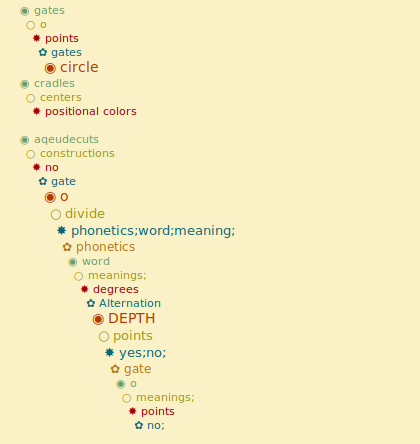 gates
o
points
gates
circle
cradles
centers
positional colors
aqeudecuts
constructions
no
gate
o
divide
phonetics;word;meaning;
phonetics
word
meanings;
degrees
Alternation
DEPTH
points
yes;no;
gate
o
meanings;
points
no;